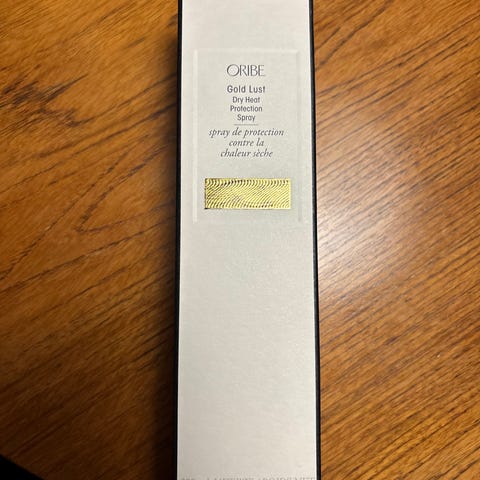 ORIBE
Gold Lust
Dry Heat
Protection
Spray
spray de protection
contre la
chaleur sèche